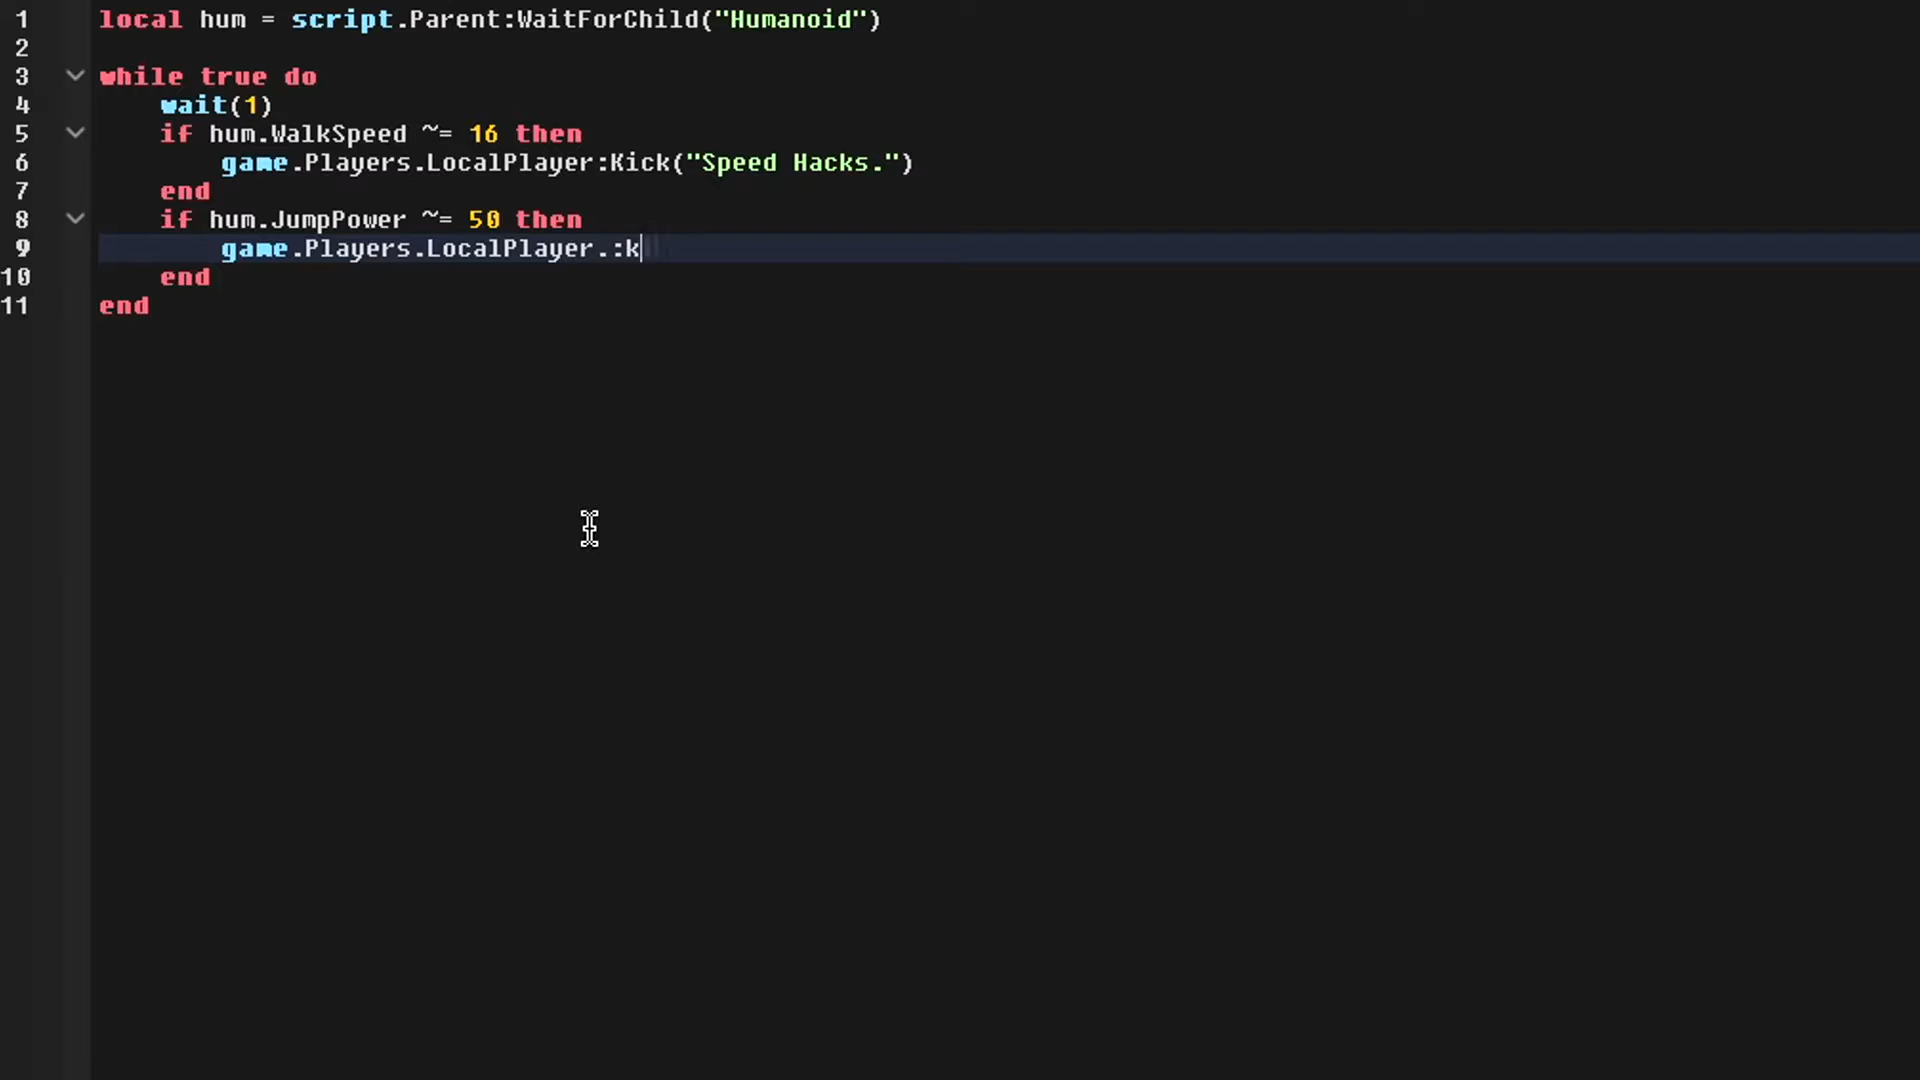 1 local hum = script.Parent:WaitForChild("Humanoid")
2
3 while true do
4 wait(1)
5 if hum.WalkSpeed ~= 16 then
6 game.Players.LocalPlayer:Kick("Speed Hacks.")
7 end
8 if hum.JumpPower ~= 50 then
9 game.Players.LocalPlayer.:k
10 end
11 end